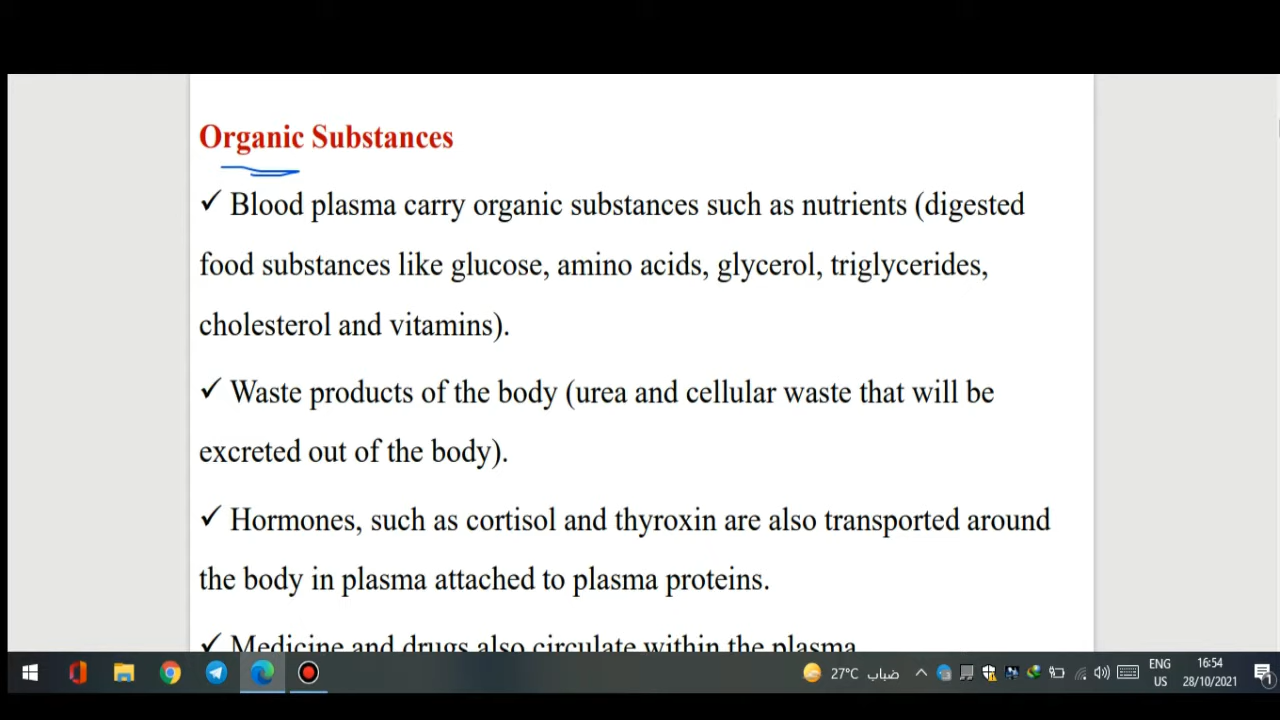 Organic Substances
✓ Blood plasma carry organic substances such as nutrients (digested
food substances like glucose, amino acids, glycerol, triglycerides,
cholesterol and vitamins).
✓ Waste products of the body (urea and cellular waste that will be
excreted out of the body).
✓ Hormones, such as cortisol and thyroxin are also transported around
the body in plasma attached to plasma proteins.
✓ Medicine and drugs also circulate within the plasma
27°C ضباب
ENG
US
16:54
28/10/2021
1